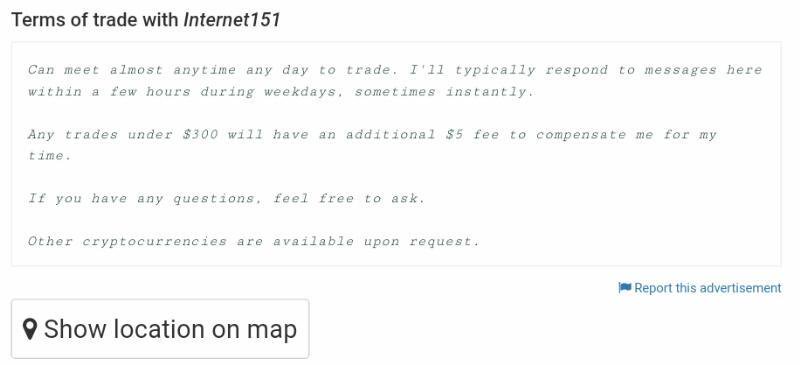 Terms of trade with Internet151
Can meet almost anytime any day to trade. I'll typically respond to messages here
within a few hours during weekdays, sometimes instantly.
Any trades under $300 will have an additional $5 fee to compensate me for my
time.
If you have any questions, feel free to ask.
Other cryptocurrencies are available upon request.
Report this advertisement
Show location on map